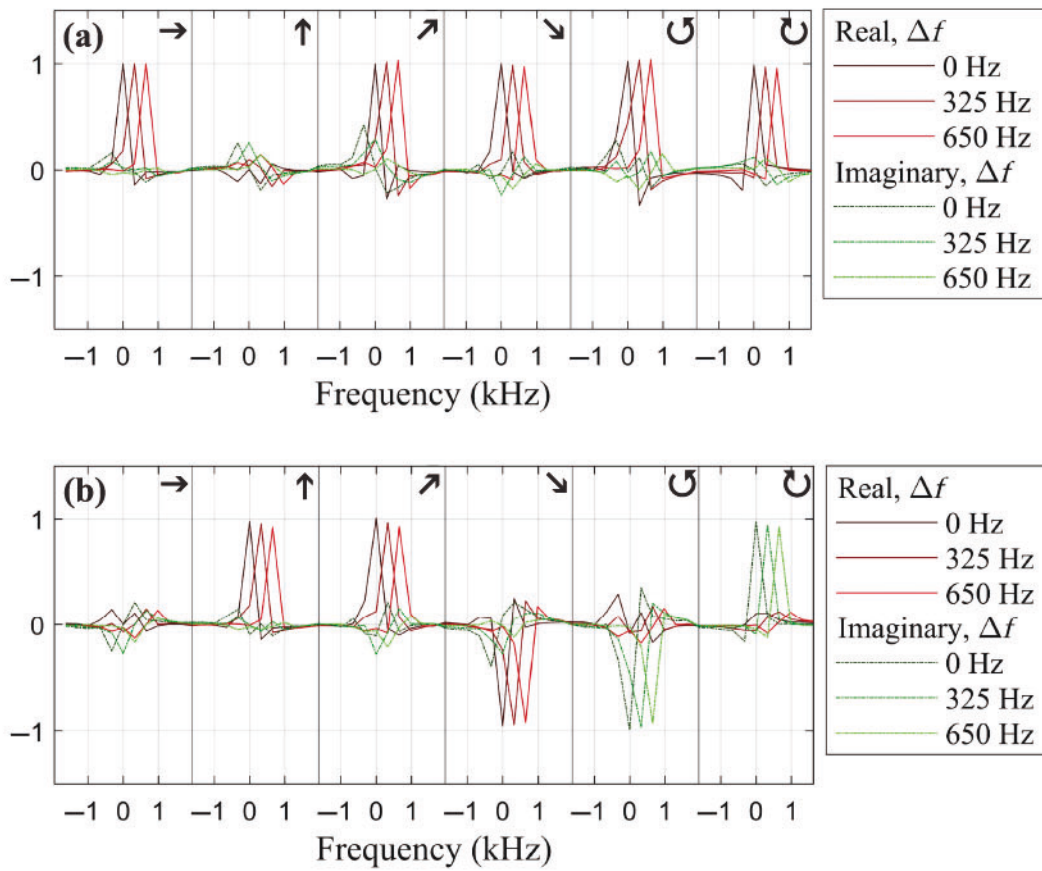 (a) → ↑ ↗ ↘ ↺ ↻
1
0
−1
−1 0 1 −1 0 1 −1 0 1 −1 0 1 −1 0 1 −1 0 1
Frequency (kHz)
Real, Δf
0 Hz
325 Hz
650 Hz
Imaginary, Δf
0 Hz
325 Hz
650 Hz
(b) → ↑ ↗ ↘ ↺ ↻
1
0
−1
−1 0 1 −1 0 1 −1 0 1 −1 0 1 −1 0 1 −1 0 1
Frequency (kHz)
Real, Δf
0 Hz
325 Hz
650 Hz
Imaginary, Δf
0 Hz
325 Hz
650 Hz